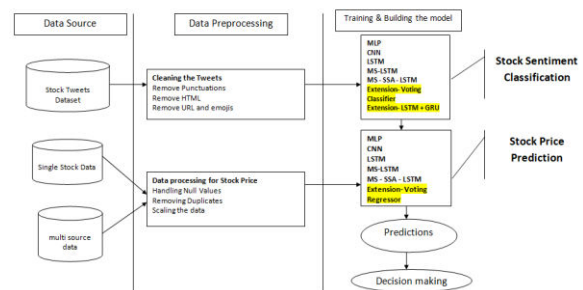 Data Source
Data Preprocessing
Training & Building the model
Stock Tweets
Dataset
Cleaning the Tweets
Remove Punctuations
Remove HTML
Remove URL and emojis
MLP
CNN
LSTM
MS-LSTM
MS - SSA - LSTM
Extension- Voting
Classifier
Extension- LSTM + GRU
Stock Sentiment
Classification
Single Stock Data
multi source
data
Data processing for Stock Price
Handling Null Values
Removing Duplicates
Scaling the data
MLP
CNN
LSTM
MS-LSTM
MS - SSA - LSTM
Extension- Voting
Regressor
Stock Price
Prediction
Predictions
Decision making